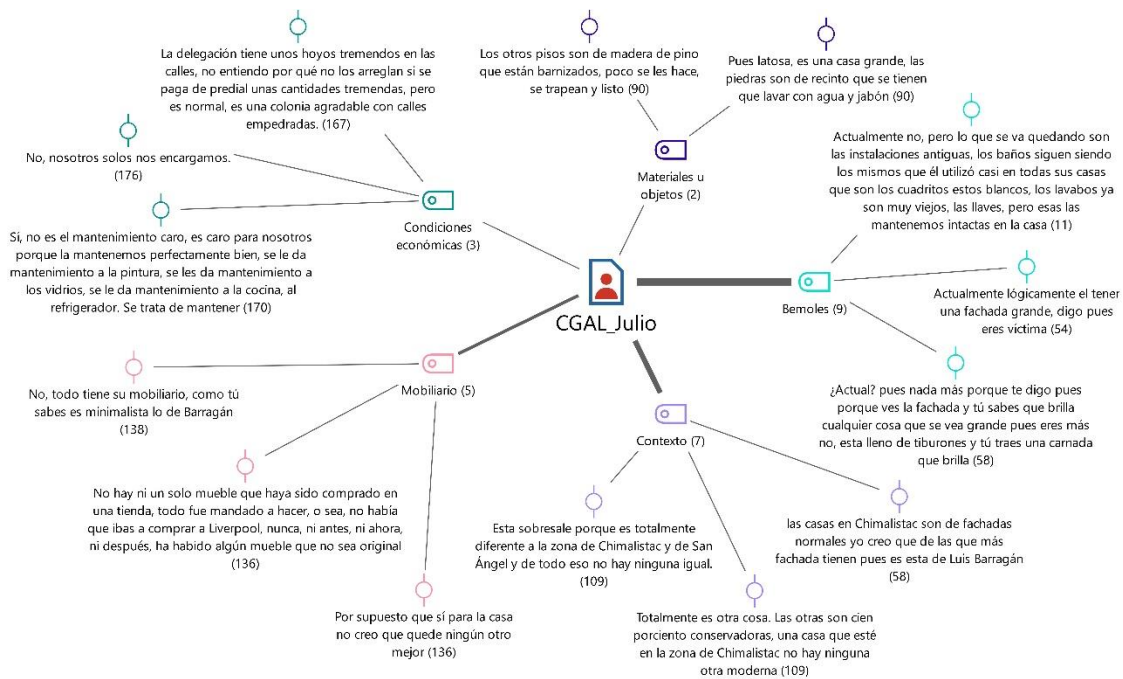 La delegación tiene unos hoyos tremendos en las
calles, no entiendo por qué no los arreglan si se
paga de predial unas cantidades tremendas, pero
es normal, es una colonia agradable con calles
empedradas. (167)
No, nosotros solos nos encargamos.
(176)
Sí, no es el mantenimiento caro, es caro para nosotros
porque la mantenemos perfectamente bien, se le da
mantenimiento a la pintura, se les da mantenimiento a
los vidrios, se le da mantenimiento a la cocina, al
refrigerador. Se trata de mantener (170)
Condiciones
económicas (3)
Los otros pisos son de madera de pino
que están barnizados, poco se les hace,
se trapean y listo (90)
Pues latosa, es una casa grande, las
piedras son de recinto que se tienen
que lavar con agua y jabón (90)
Materiales u
objetos (2)
CGAL_Julio
Actualmente no, pero lo que se va quedando son
las instalaciones antiguas, los baños siguen siendo
los mismos que él utilizó casi en todas sus casas
que son los cuadritos estos blancos, los lavabos ya
son muy viejos, las llaves, pero esas las
mantenemos intactas en la casa (11)
Bemoles (9)
Actualmente lógicamente el tener
una fachada grande, digo pues
eres víctima (54)
¿Actual? pues nada más porque te digo pues
porque ves la fachada y tú sabes que brilla
cualquier cosa que se vea grande pues eres más
no, esta lleno de tiburones y tú traes una carnada
que brilla (58)
Mobiliario (5)
No, todo tiene su mobiliario, como tú
sabes es minimalista lo de Barragán
(138)
No hay ni un solo mueble que haya sido comprado en
una tienda, todo fue mandado a hacer, o sea, no había
que ibas a comprar a Liverpool, nunca, ni antes, ni ahora,
ni después, ha habido algún mueble que no sea original
(136)
Por supuesto que sí para la casa
no creo que quede ningún otro
mejor (136)
Contexto (7)
Esta sobresale porque es totalmente
diferente a la zona de Chimalistac y de San
Ángel y de todo eso no hay ninguna igual.
(109)
las casas en Chimalistac son de fachadas
normales yo creo que de las que más
fachada tienen pues es esta de Luis Barragán
(58)
Totalmente es otra cosa. Las otras son cien
porciento conservadoras, una casa que esté
en la zona de Chimalistac no hay ninguna
otra moderna (109)